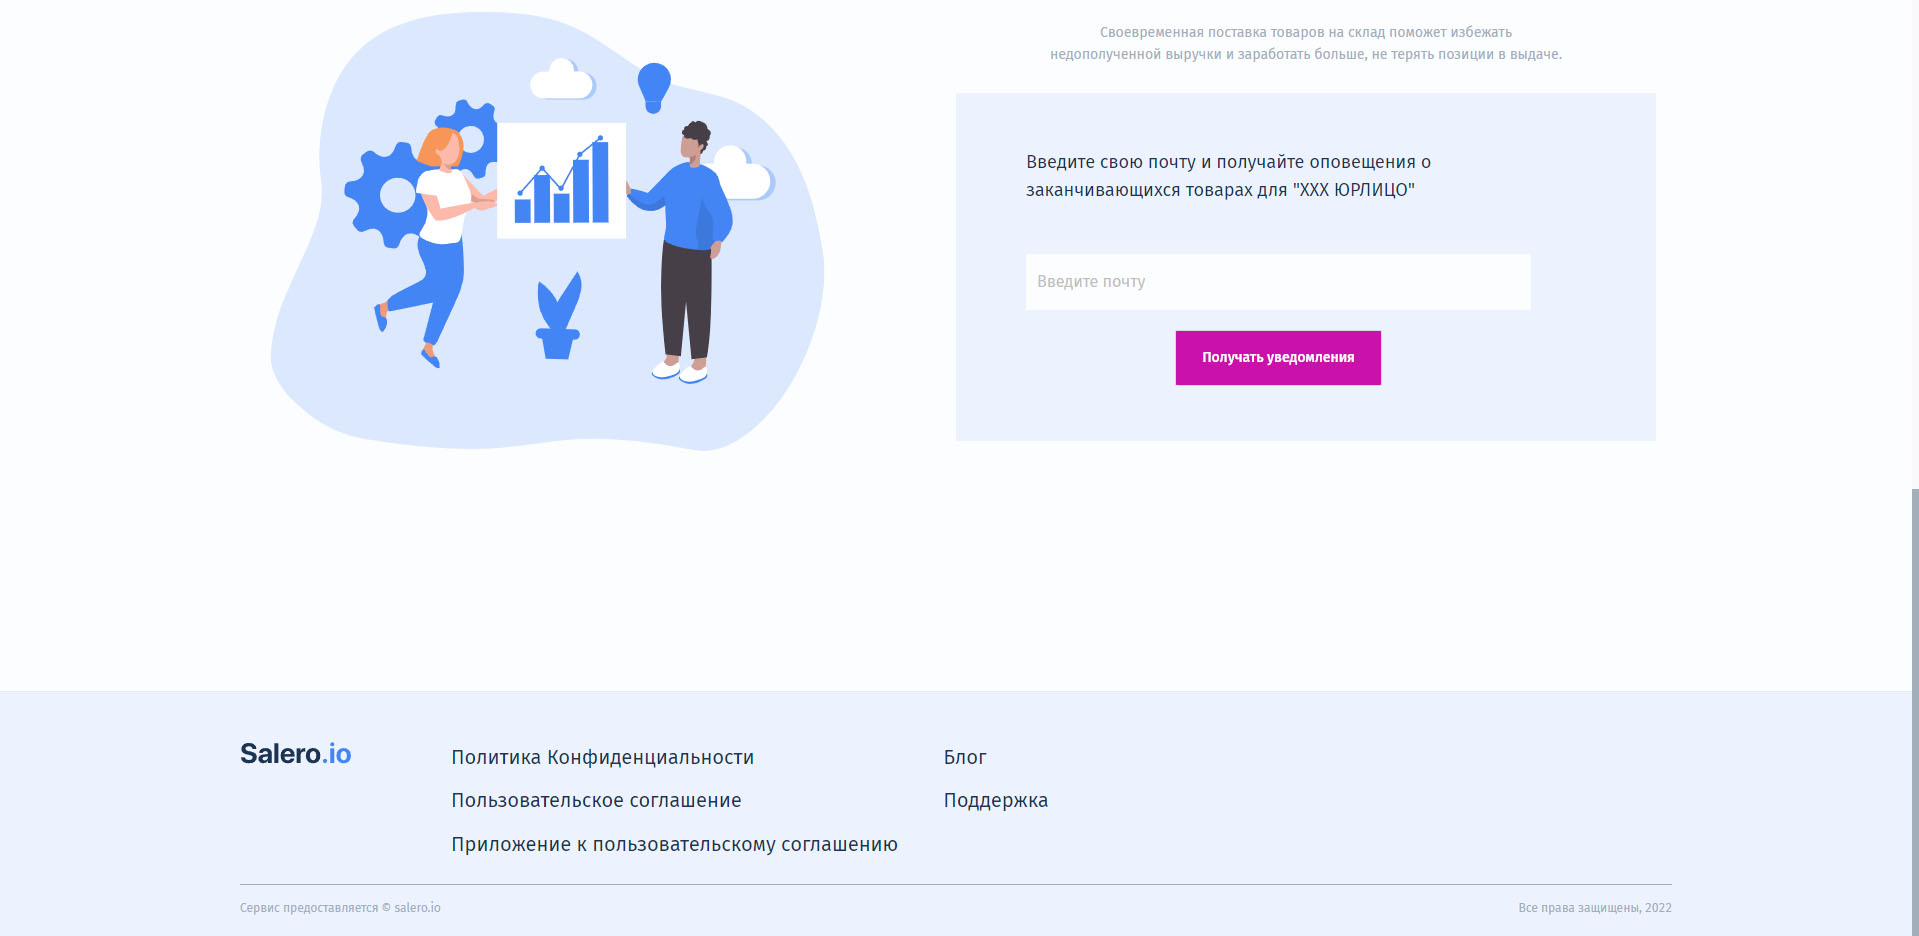 Своевременная поставка товаров на склад поможет избежать
недополученной выручки и заработать больше, не терять позиции в выдаче.
Введите свою почту и получайте оповещения о
заканчивающихся товарах для "ХХХ ЮРЛИЦО"
Введите почту
Получать уведомления
Salero.io
Политика Конфиденциальности
Пользовательское соглашение
Приложение к пользовательскому соглашению
Блог
Поддержка
Сервис предоставляется © salero.io
Все права защищены, 2022